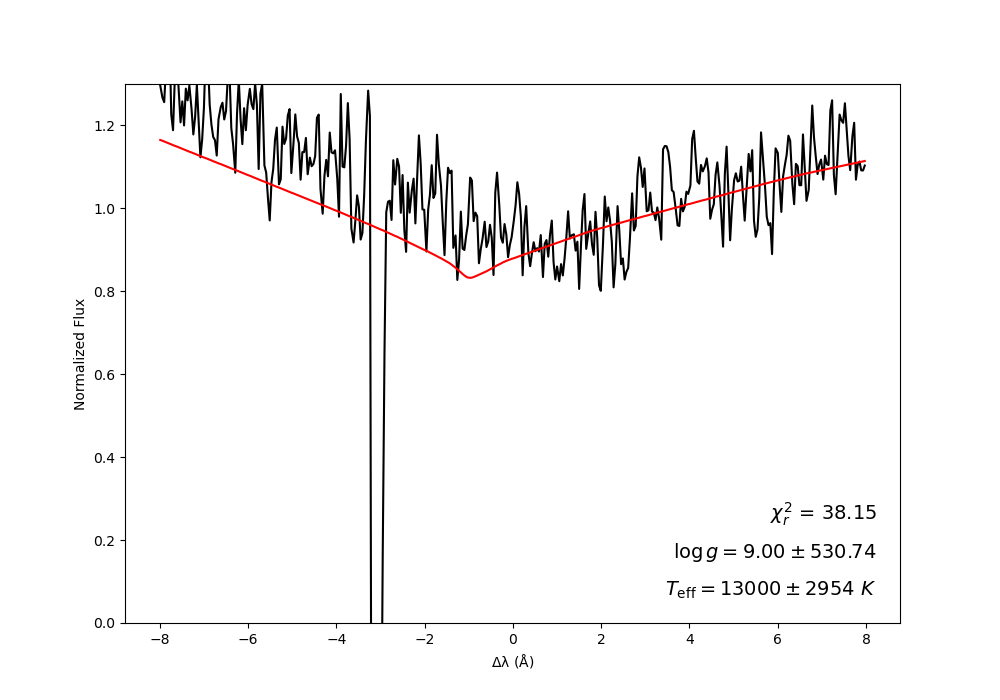 1.2
1.0
0.8
0.6
0.4
0.2
0.0
Normalized Flux
χ²ᵣ = 38.15
log g = 9.00 ± 530.74
T_eff = 13000 ± 2954 K
−8 −6 −4 −2 0 2 4 6 8
Δλ (Å)